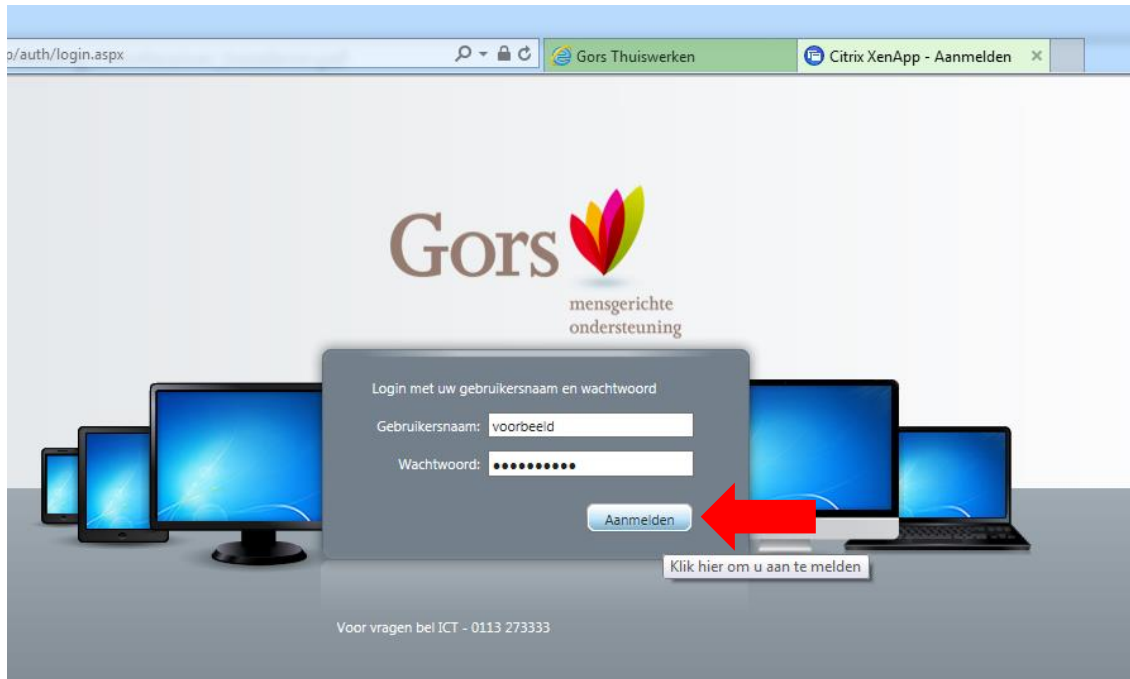 o/auth/login.aspx
Gors Thuiswerken
Citrix XenApp - Aanmelden
Gors
mensgerichte
ondersteuning
Login met uw gebruikersnaam en wachtwoord
Gebruikersnaam: voorbeeld
Wachtwoord: ●●●●●●●●●●
Aanmelden
Klik hier om u aan te melden
Voor vragen bel ICT - 0113 273333